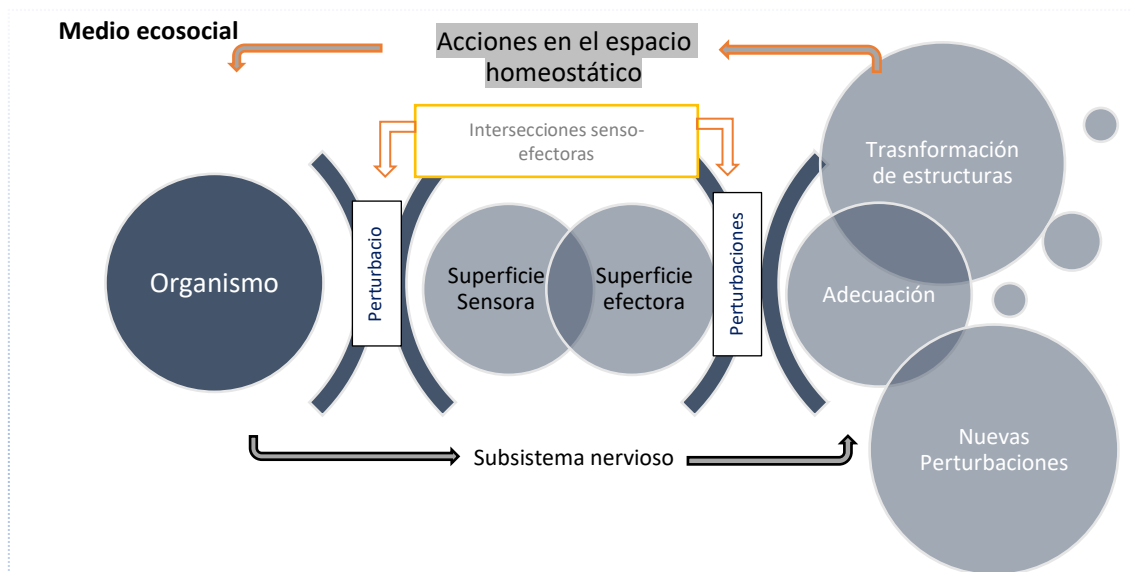 Medio ecosocial
Acciones en el espacio
homeostático
Intersecciones senso-
efectoras
Trasnformación
de estructuras
Organismo
Perturbacio
Superficie
Sensora
Superficie
efectora
Perturbaciones
Adecuación
Nuevas
Perturbaciones
Subsistema nervioso